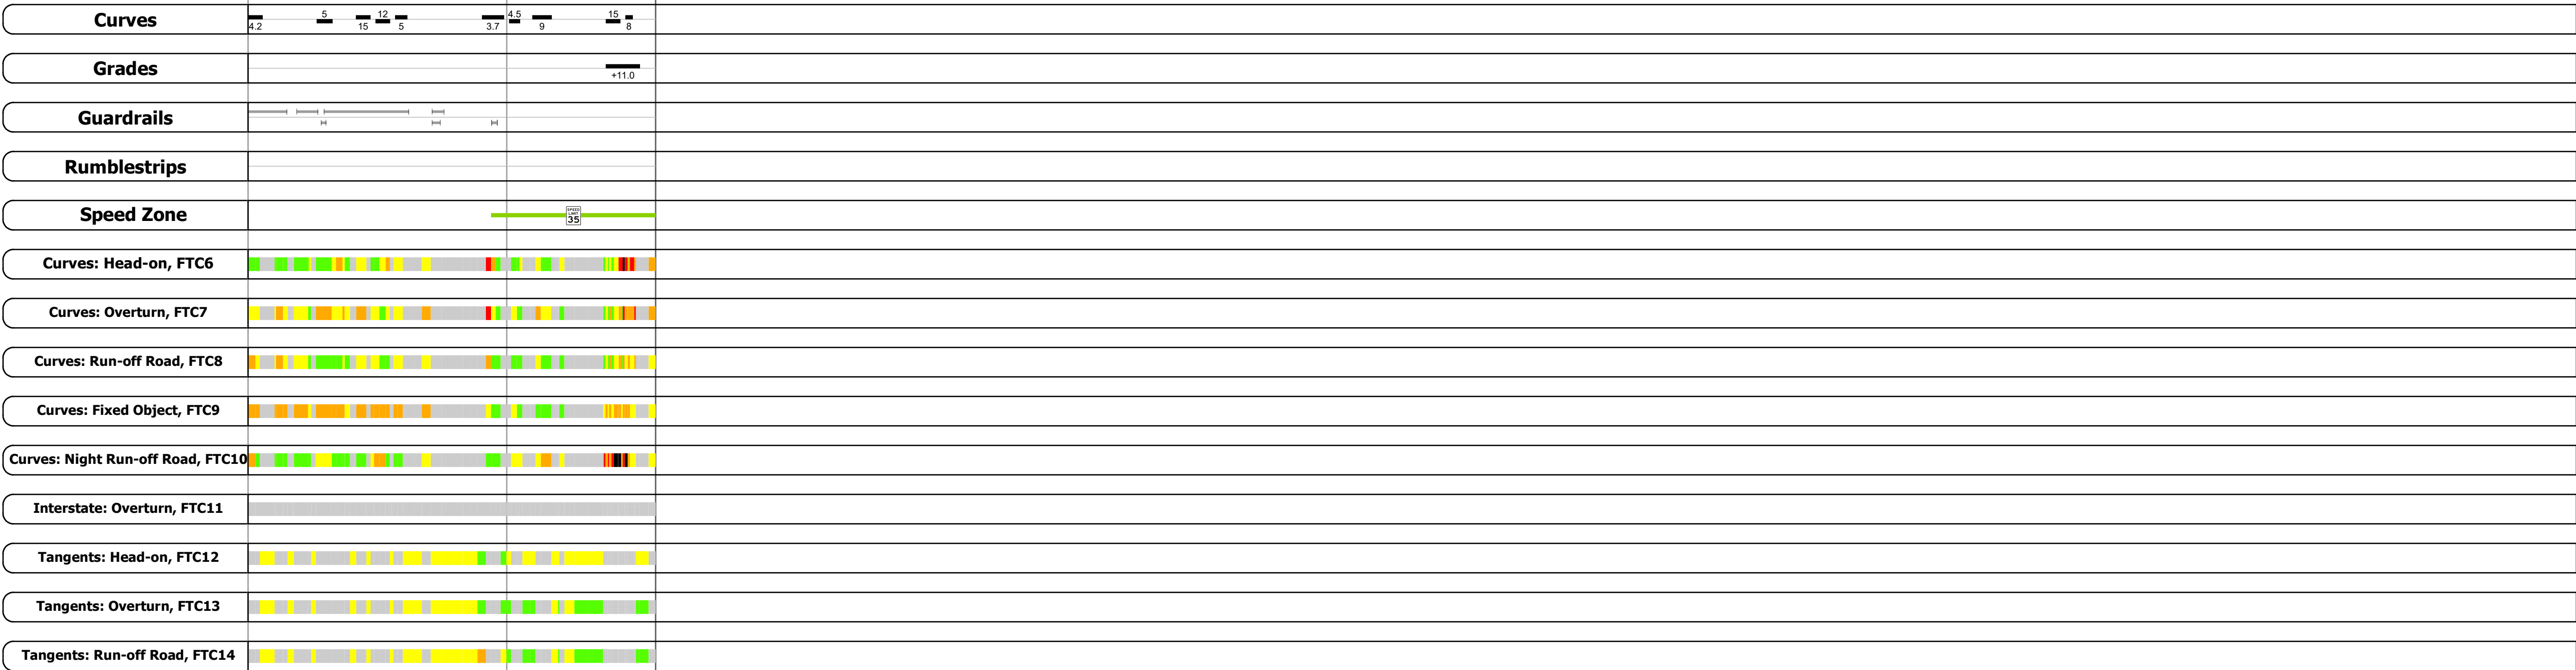 Curves
5 12 4.5 15
4.2 15 5 3.7 9 8
Grades
+11.0
Guardrails
Rumblestrips
Speed Zone
SPEED
LIMIT
35
Curves: Head-on, FTC6
Curves: Overturn, FTC7
Curves: Run-off Road, FTC8
Curves: Fixed Object, FTC9
Curves: Night Run-off Road, FTC10
Interstate: Overturn, FTC11
Tangents: Head-on, FTC12
Tangents: Overturn, FTC13
Tangents: Run-off Road, FTC14